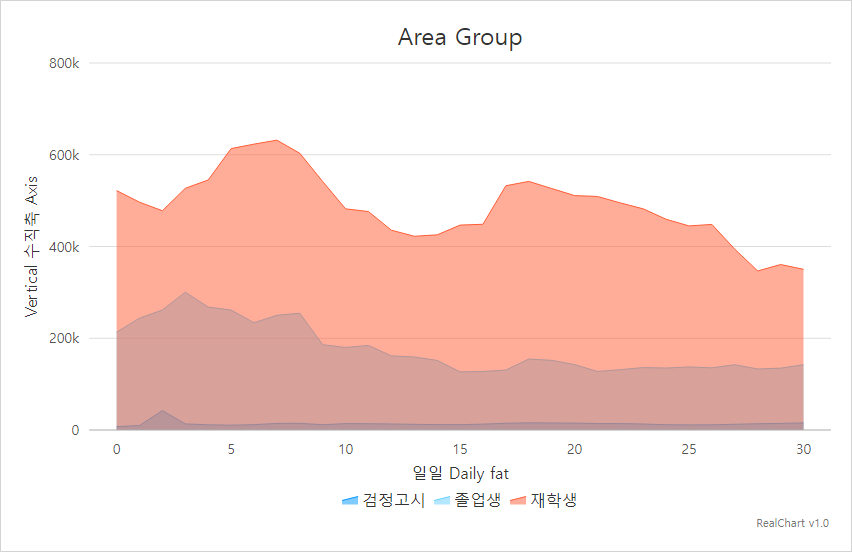 Area Group
800k
600k
400k
200k
0
Vertical 수직축 Axis
0 5 10 15 20 25 30
일일 Daily fat
검정고시 졸업생 재학생
RealChart v1.0